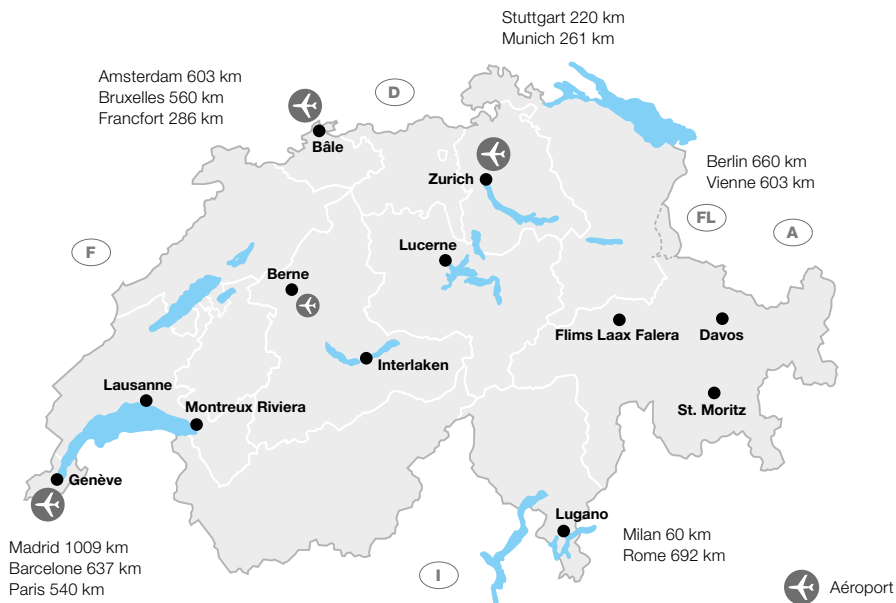 Stuttgart 220 km
Munich 261 km
Amsterdam 603 km
Bruxelles 560 km
Francfort 286 km
D
Bâle
Zurich
Berlin 660 km
Vienne 603 km
FL
A
F
Lucerne
Berne
Flims Laax Falera
Davos
Interlaken
Lausanne
Montreux Riviera
St. Moritz
Genève
Lugano
Madrid 1009 km
Barcelone 637 km
Paris 540 km
Milan 60 km
Rome 692 km
I
Aéroport